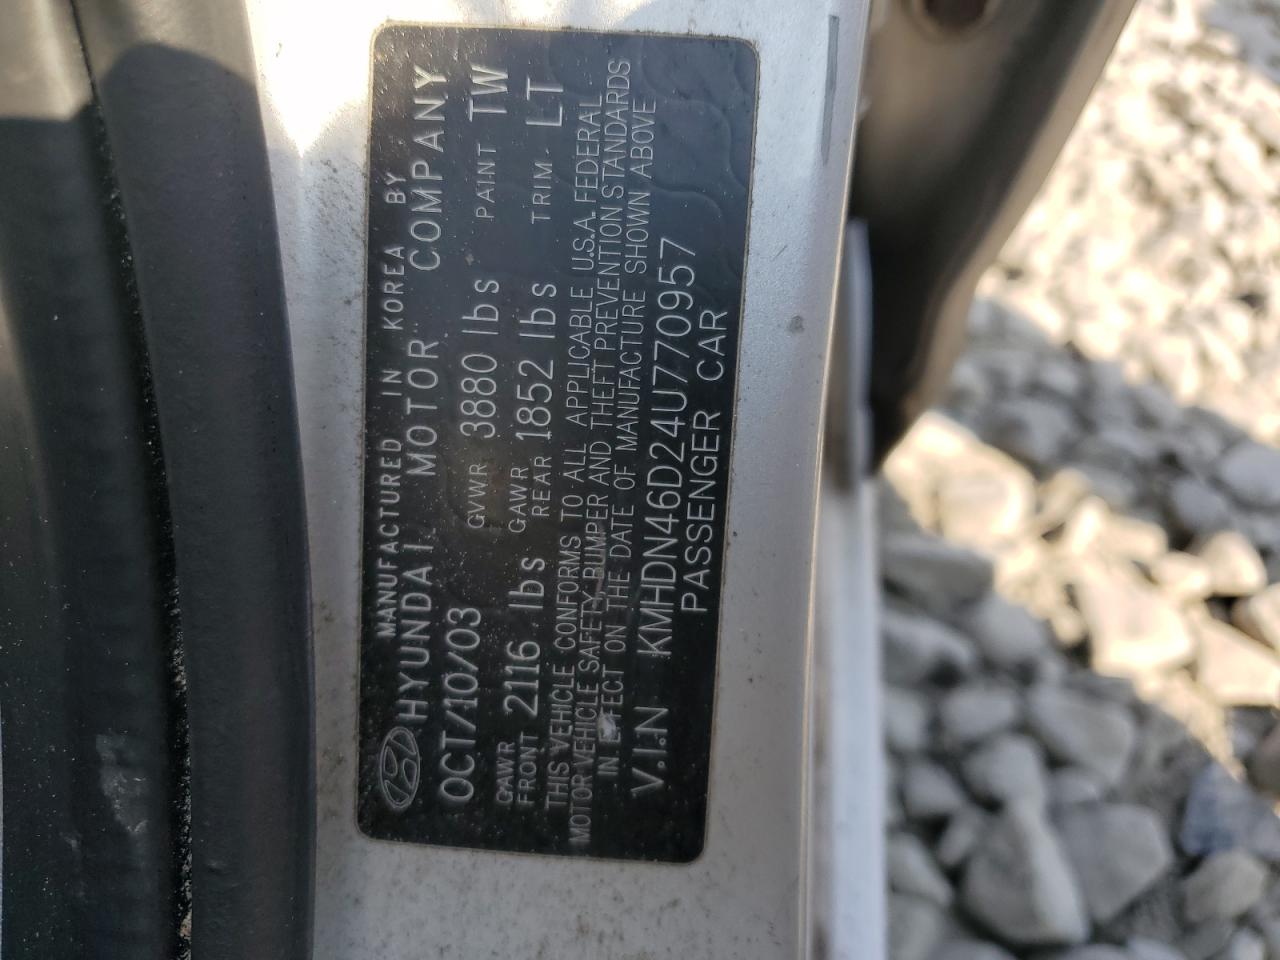 MANUFACTURED IN KOREA BY
HYUNDAI MOTOR COMPANY
OCT/10/03 GVWR 3880 lbs PAINT TW
GAWR FRONT 2116 lbs GAWR REAR 1852 lbs TRIM LT
THIS VEHICLE CONFORMS TO ALL APPLICABLE U.S.A. FEDERAL
MOTOR VEHICLE SAFETY, BUMPER AND THEFT PREVENTION STANDARDS
IN EFFECT ON THE DATE OF MANUFACTURE SHOWN ABOVE
V.I.N KMHDN46D24U770957
PASSENGER CAR